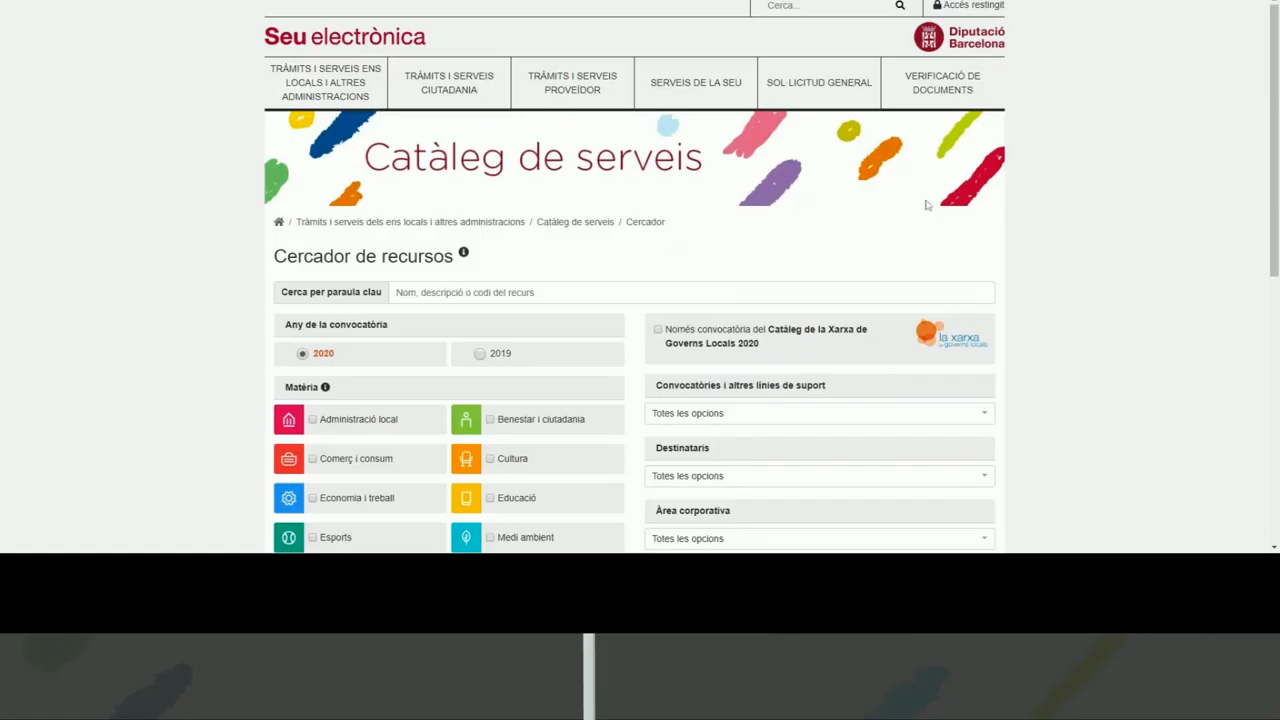 Cerca...
Accés restingit
Seu electrònica
Diputació
Barcelona
TRÀMITS I SERVEIS ENS
LOCALS I ALTRES
ADMINISTRACIONS
TRÀMITS I SERVEIS
CIUTADANIA
TRÀMITS I SERVEIS
PROVEÏDOR
SERVEIS DE LA SEU
SOL·LICITUD GENERAL
VERIFICACIÓ DE
DOCUMENTS
Catàleg de serveis
/ Tràmits i serveis dels ens locals i altres administracions / Catàleg de serveis / Cercador
Cercador de recursos
Cerca per paraula clau
Nom, descripció o codi del recurs
Any de la convocatòria
2020
2019
Matèria
Administració local
Benestar i ciutadania
Comerç i consum
Cultura
Economia i treball
Educació
Esports
Medi ambient
Només convocatòria del Catàleg de la Xarxa de
Governs Locals 2020
la xarxa
de governs locals
Convocatòries i altres línies de suport
Totes les opcions
Destinataris
Totes les opcions
Àrea corporativa
Totes les opcions